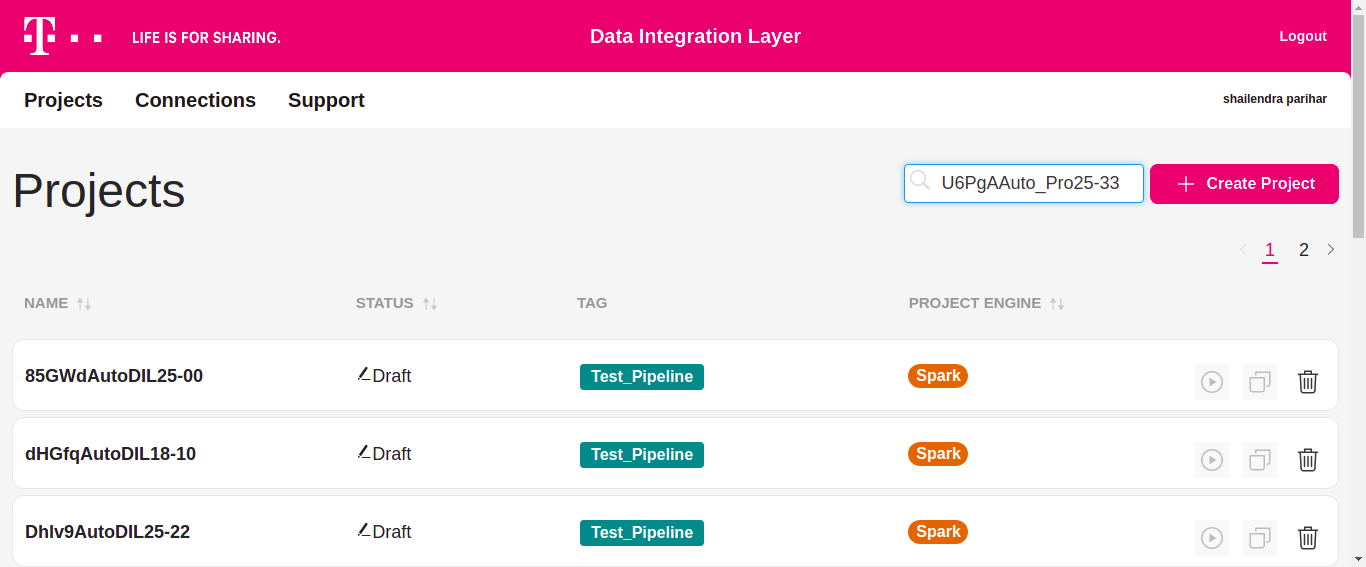 T LIFE IS FOR SHARING. Data Integration Layer Logout
Projects Connections Support shailendra parihar
Projects U6PgAAuto_Pro25-33 Create Project
1 2
NAME STATUS TAG PROJECT ENGINE
85GWdAutoDIL25-00 Draft Test_Pipeline Spark
dHGfqAutoDIL18-10 Draft Test_Pipeline Spark
DhIv9AutoDIL25-22 Draft Test_Pipeline Spark